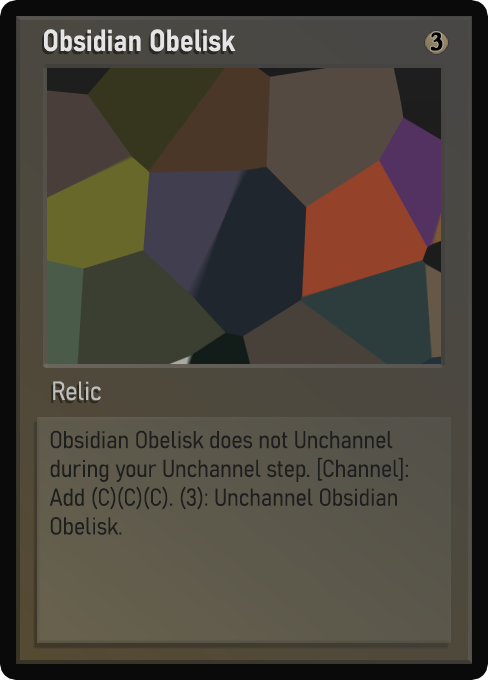 Obsidian Obelisk
3
Relic
Obsidian Obelisk does not Unchannel
during your Unchannel step. [Channel]:
Add (C)(C)(C). (3): Unchannel Obsidian
Obelisk.